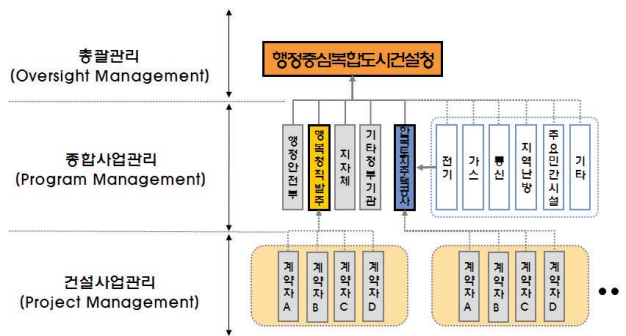 총괄관리
(Oversight Management)
행정중심복합도시건설청
종합사업관리
(Program Management)
행정안전부
행복청직발주
지자체
기타정부기관
한국토지주택공사
전기
가스
통신
지역난방
주요민간시설
기타
건설사업관리
(Project Management)
계약자A
계약자B
계약자C
계약자D
계약자A
계약자B
계약자C
계약자D